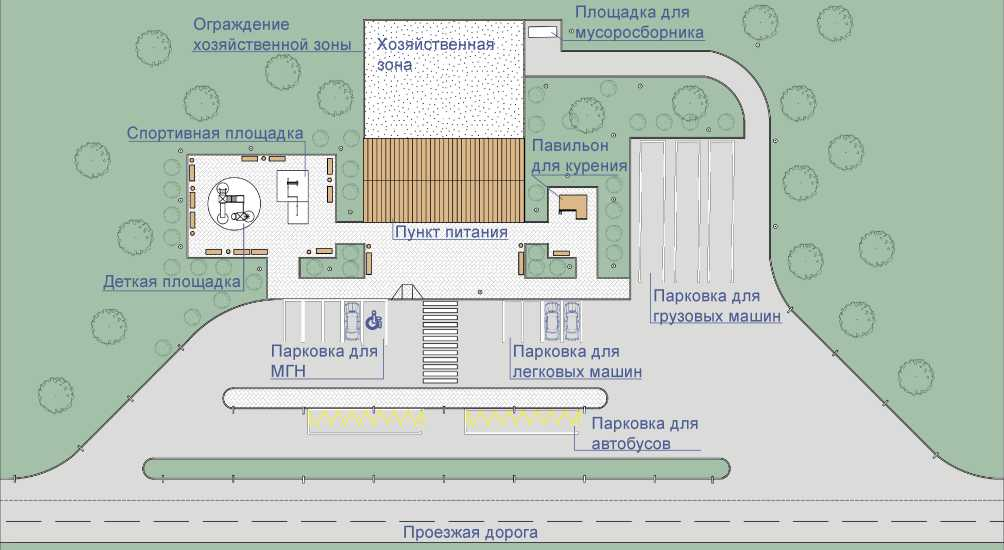 Ограждение
хозяйственной зоны
Площадка для
мусоросборника
Хозяйственная
зона
Спортивная площадка
Павильон
для курения
Пункт питания
Деткая площадка
Парковка для
грузовых машин
Парковка для
МГН
Парковка для
легковых машин
Парковка для
автобусов
Проезжая дорога